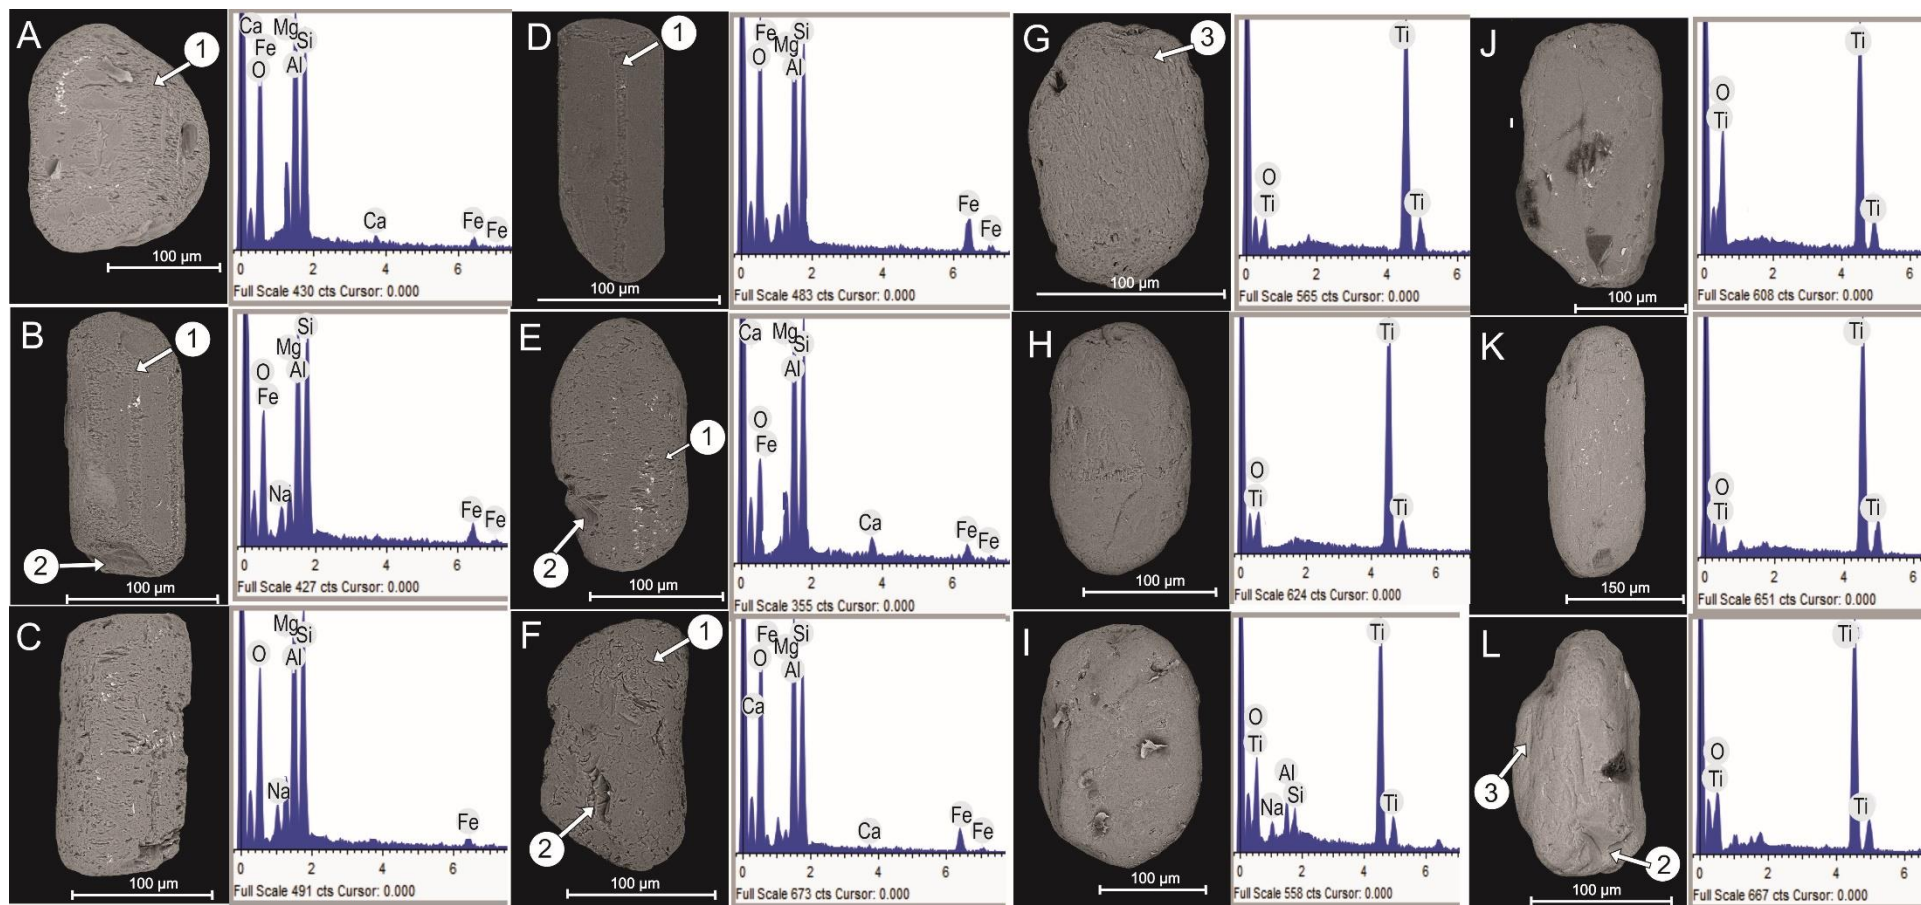 A
1
100 µm
Ca
Mg
Fe
Si
O
Al
Ca
Fe
Fe
0 2 4 6
Full Scale 430 cts Cursor: 0.000
B
1
2
100 µm
Si
Mg
O
Al
Fe
Na
Fe
Fe
0 2 4 6
Full Scale 427 cts Cursor: 0.000
C
100 µm
Mg
Si
O
Al
Na
Fe
0 2 4 6
Full Scale 491 cts Cursor: 0.000
D
1
100 µm
Fe
Si
Mg
O
Al
Fe
Fe
0 2 4 6
Full Scale 483 cts Cursor: 0.000
E
1
2
100 µm
Ca
Mg
Si
Al
O
Fe
Ca
Fe
Fe
0 2 4 6
Full Scale 355 cts Cursor: 0.000
F
1
2
100 µm
Fe
Si
Mg
O
Al
Ca
Fe
Ca
Fe
0 2 4 6
Full Scale 673 cts Cursor: 0.000
G
3
100 µm
Ti
O
Ti
Ti
0 2 4 6
Full Scale 565 cts Cursor: 0.000
H
100 µm
Ti
O
Ti
Ti
0 2 4 6
Full Scale 624 cts Cursor: 0.000
I
100 µm
Ti
O
Ti
Al
Na
Si
Ti
0 2 4 6
Full Scale 558 cts Cursor: 0.000
J
100 µm
Ti
O
Ti
Ti
0 2 4 6
Full Scale 608 cts Cursor: 0.000
K
150 µm
Ti
O
Ti
Ti
0 2 4 6
Full Scale 651 cts Cursor: 0.000
L
3
2
100 µm
Ti
O
Ti
Ti
0 2 4 6
Full Scale 667 cts Cursor: 0.000